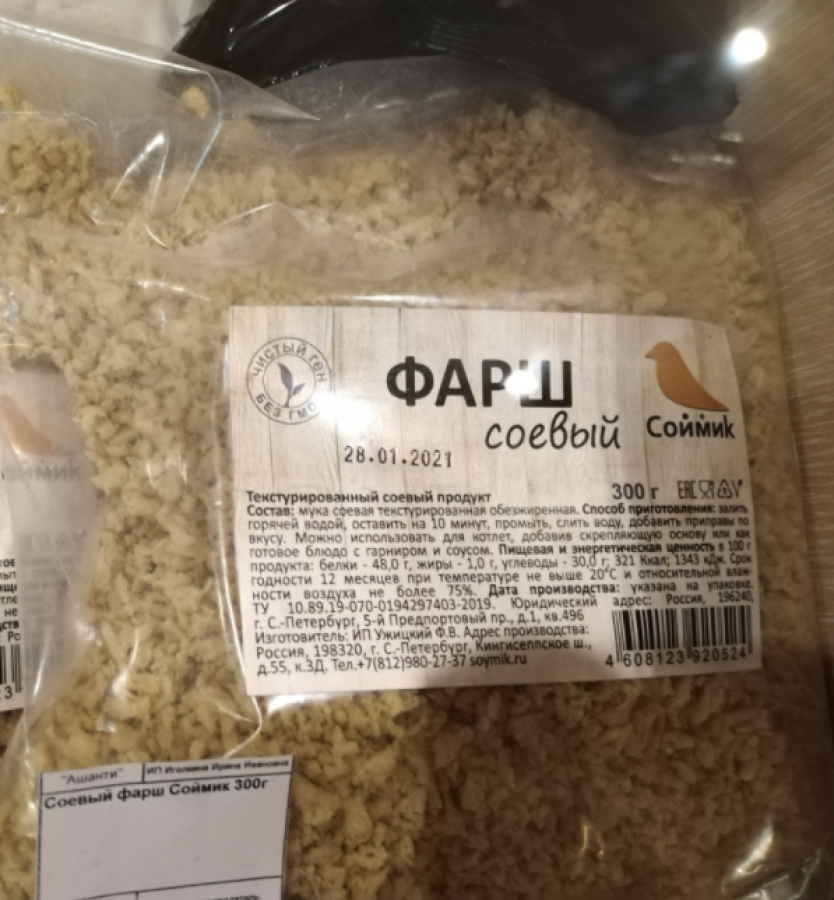 ЧИСТЫЙ ГЕН
БЕЗ ГМО
ФАРШ
соевый
Соймик
28.01.2021
Текстурированный соевый продукт
300 г
EAC
Состав: мука соевая текстурированная обезжиренная. Способ приготовления: залить
горячей водой, оставить на 10 минут, промыть, слить воду, добавить приправы по
вкусу. Можно использовать для котлет, добавив скрепляющую основу или как
готовое блюдо с гарниром и соусом. Пищевая и энергетическая ценность в 100 г
продукта: белки - 48,0 г, жиры - 1,0 г, углеводы - 30,0 г; 321 Ккал; 1343 кДж. Срок
годности 12 месяцев при температуре не выше 20°С и относительной влаж-
ности воздуха не более 75%. Дата производства: указана на упаковке.
ТУ 10.89.19-070-0194297403-2019. Юридический адрес: Россия, 196240,
г. С.-Петербург, 5-й Предпортовый пр., д.1, кв.496
Изготовитель: ИП Ужицкий Ф.В. Адрес производства:
Россия, 198320, г. С.-Петербург, Кингисеппское ш.,
д.55, к.3Д. Тел.+7(812)980-27-37 soymik.ru
4 608123 920524
"Ашанти" ИП Иголкина Ирина Ивановна
Соевый фарш Соймик 300г